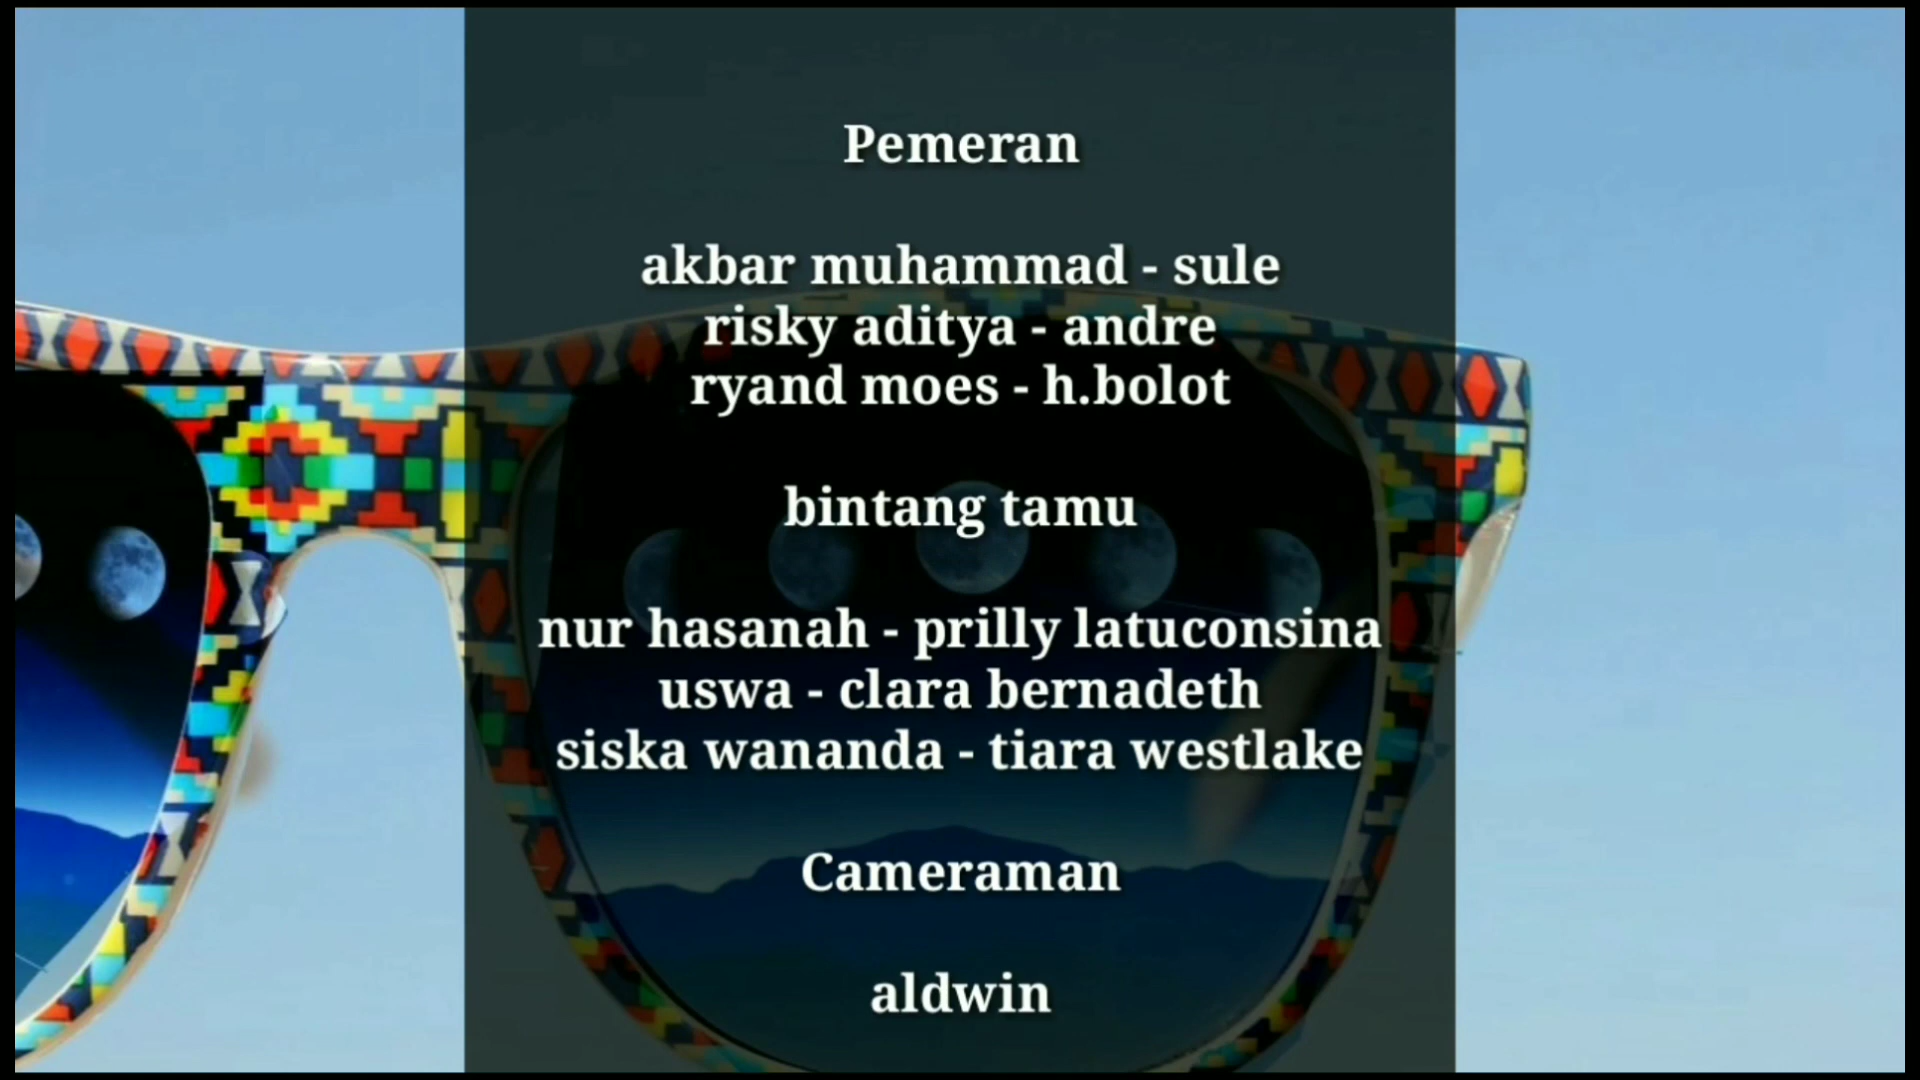 Pemeran
akbar muhammad - sule
risky aditya - andre
ryand moes - h.bolot
bintang tamu
nur hasanah - prilly latuconsina
uswa - clara bernadeth
siska wananda - tiara westlake
Cameraman
aldwin